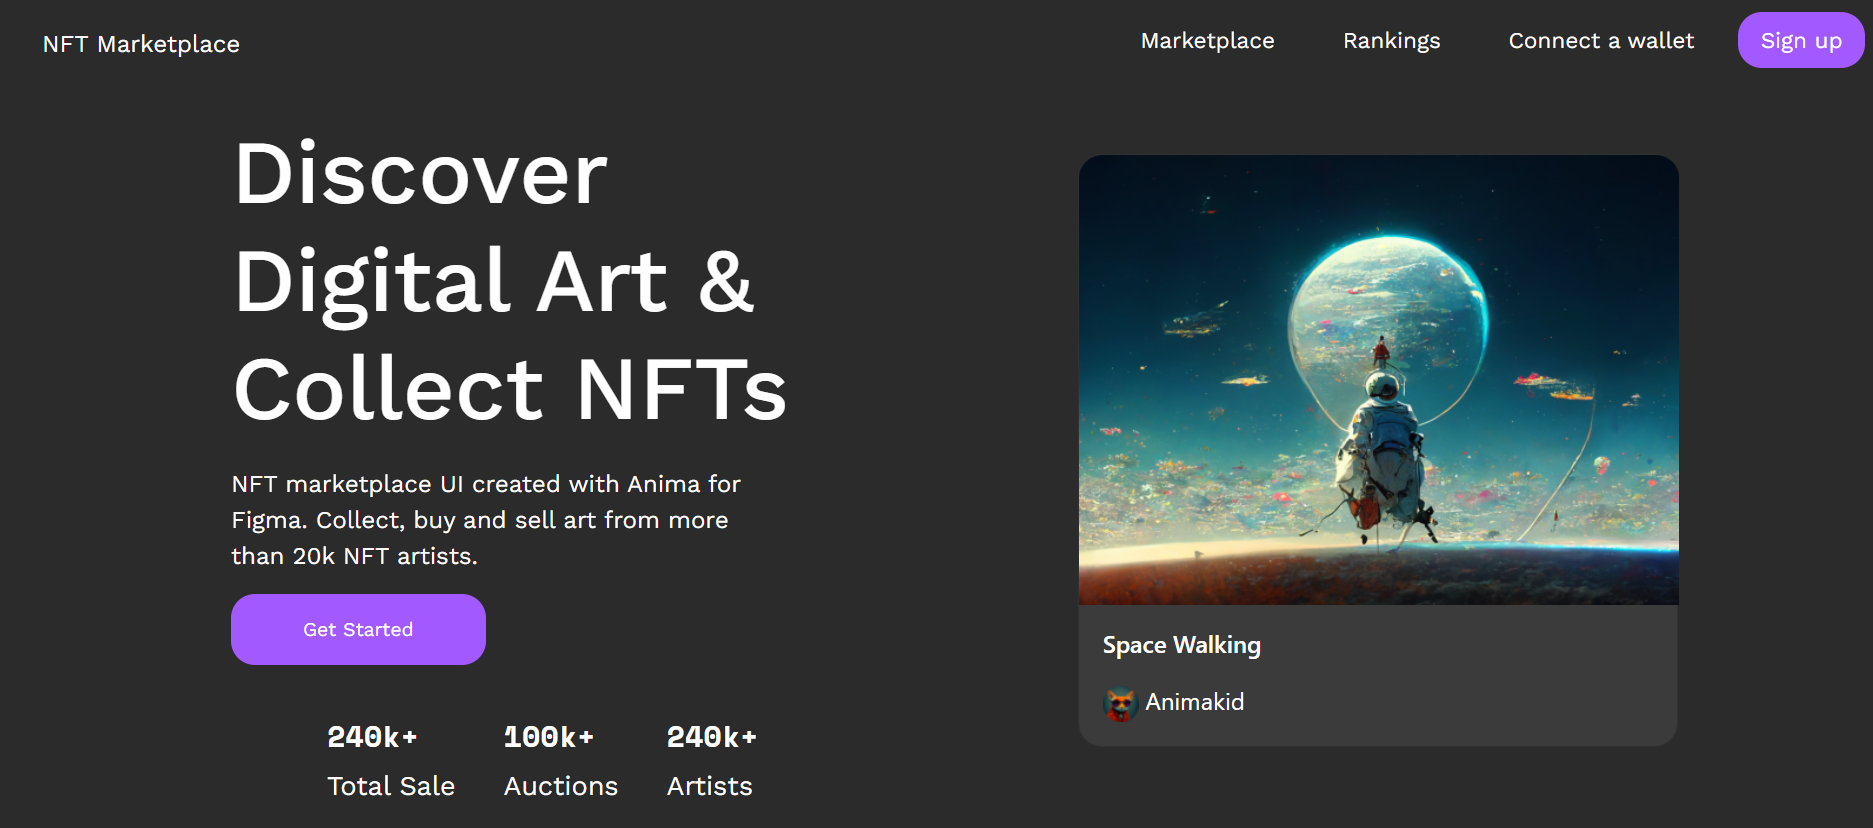 NFT Marketplace
Marketplace
Rankings
Connect a wallet
Sign up
Discover
Digital Art &
Collect NFTs
NFT marketplace UI created with Anima for
Figma. Collect, buy and sell art from more
than 20k NFT artists.
Get Started
240k+ 100k+ 240k+
Total Sale Auctions Artists
Space Walking
Animakid